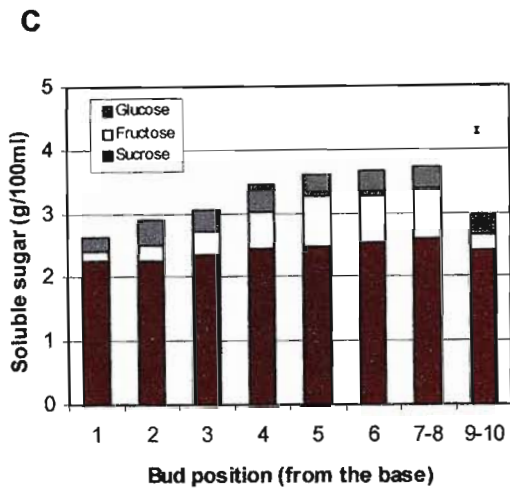 C
5
4
3
2
1
0
Soluble sugar (g/100ml)
Glucose
Fructose
Sucrose
1 2 3 4 5 6 7-8 9-10
Bud position (from the base)